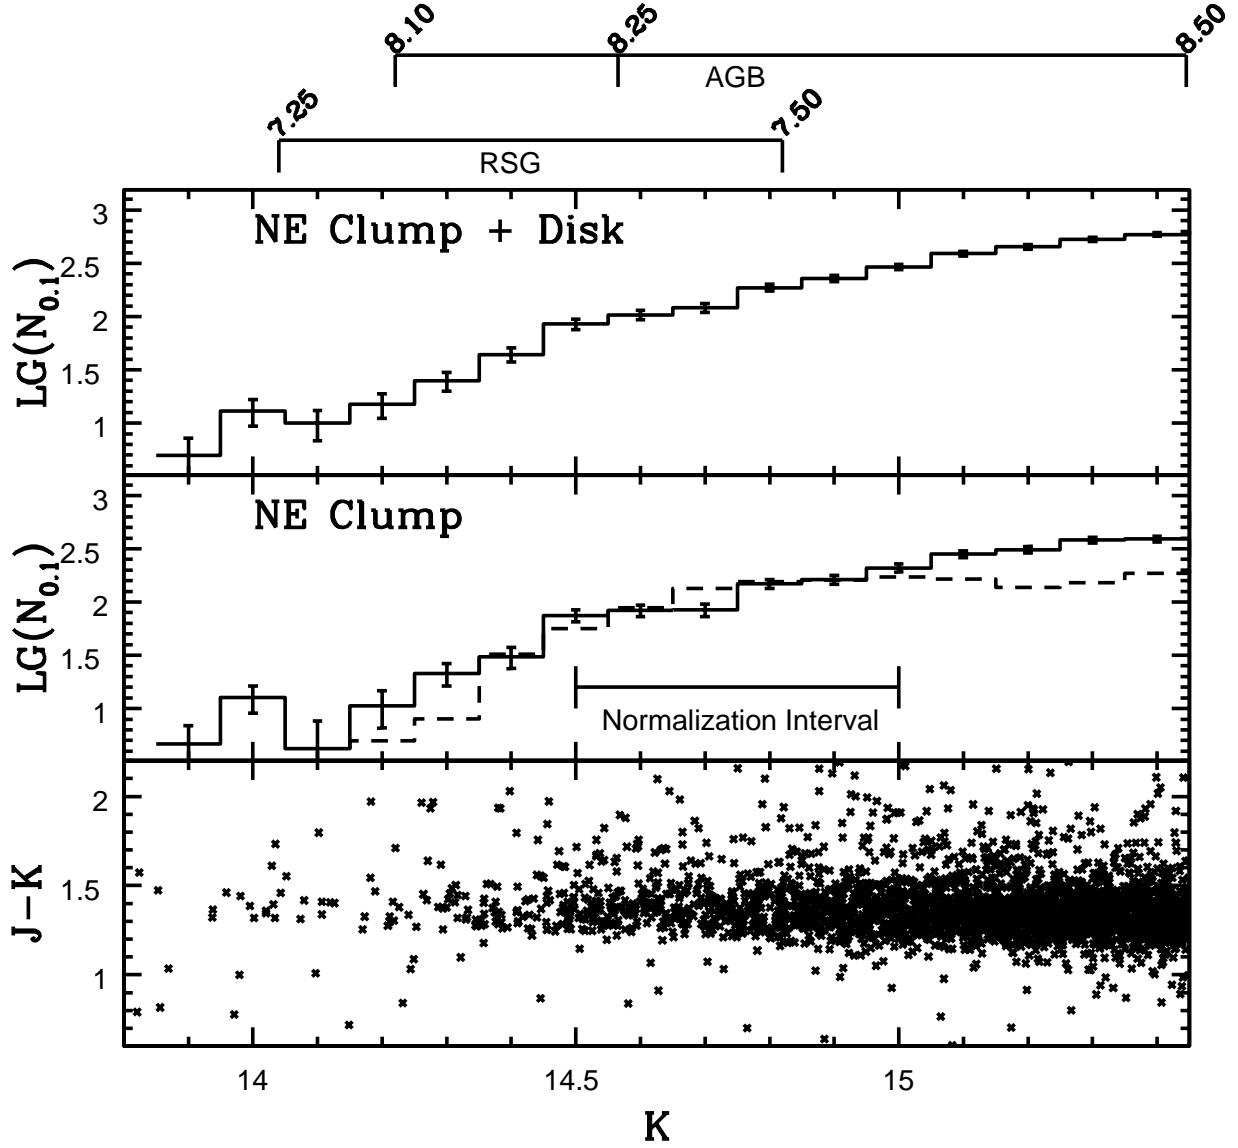 8.10 8.25 8.50
AGB
7.25 7.50
RSG
NE Clump + Disk
LG(N0.1)
3
2.5
2
1.5
1
NE Clump
LG(N0.1)
3
2.5
2
1.5
1
Normalization Interval
J-K
2
1.5
1
14 14.5 15
K